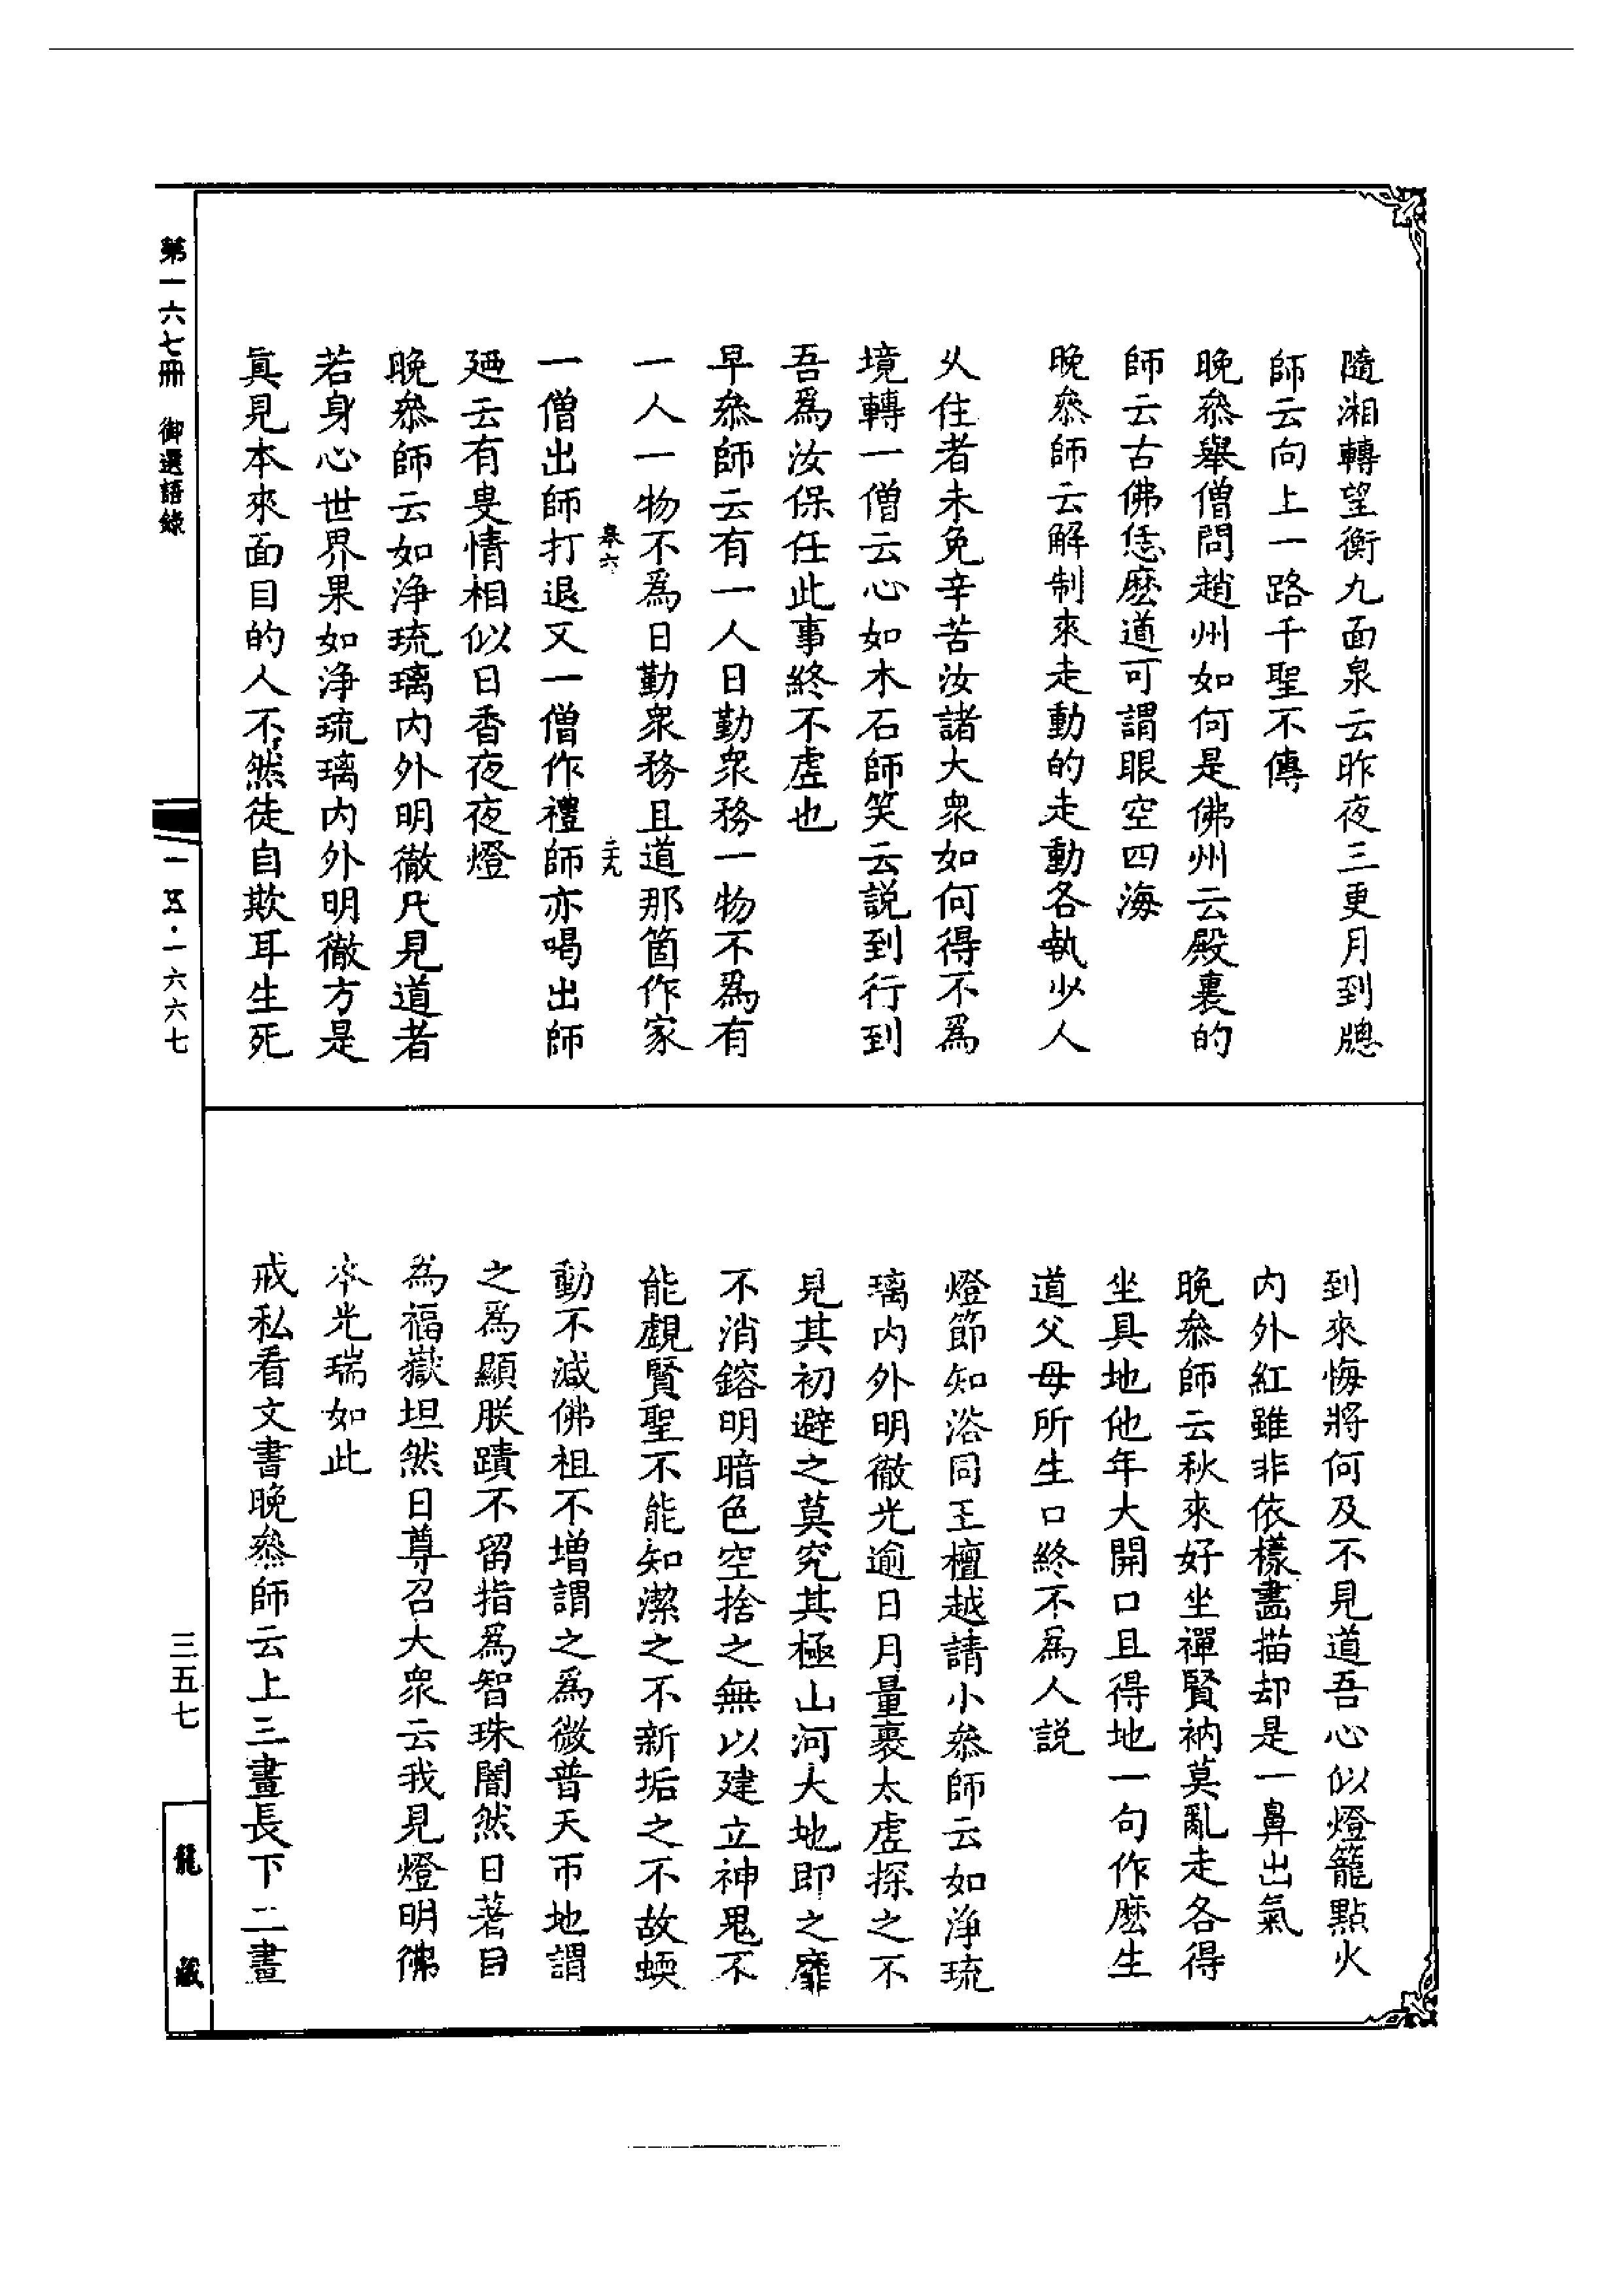 隨湘轉望衡九面泉云昨夜三更月到牕
師云向上一路千聖不傳
晚叅舉僧問趙州如何是佛州云殿裏的
師云古佛恁麽道可謂眼空四海
晚叅師云解制來走動的走動各執少人
乆住者未免辛苦汝諸大衆如何得不爲
境轉一僧云心如木石師笑云説到行到
吾爲汝保任此事終不虛也
早叅師云有一人日勤衆務一物不爲有
一人一物不爲日勤衆務且道那箇作家
一僧出師打退又一僧作禮師亦喝出師
廼云有叟情相似日香夜夜燈
晚叅師云如浄琉璃内外明徹凡見道者
若身心世界果如浄琉璃内外明徹方是
眞見本來面目的人不然徒自欺耳生死
到來悔將何及不見道吾心似燈籠點火
内外紅雖非依樣畫描却是一鼻出氣
晚叅師云秋來好坐禪賢衲莫亂走各得
坐具地他年大開口且得地一句作麽生
道父母所生口終不爲人説
燈節知浴同王檀越請小叅師云如浄琉
璃内外明徹光逾日月量裹太虛探之不
見其初避之莫究其極山河大地即之靡
不消鎔明暗色空捨之無以建立神鬼不
能覷賢聖不能知潔之不新垢之不故蝡
動不減佛祖不增謂之爲微普天帀地謂
之爲顯朕蹟不留指爲智珠闇然日著目
為福嶽坦然日尊召大衆云我見燈明佛
夲光瑞如此
戒私看文書晚叅師云上三畫長下二畫
第一六七冊 御選語錄
一五·一六六七
三五七
龍藏
二十九